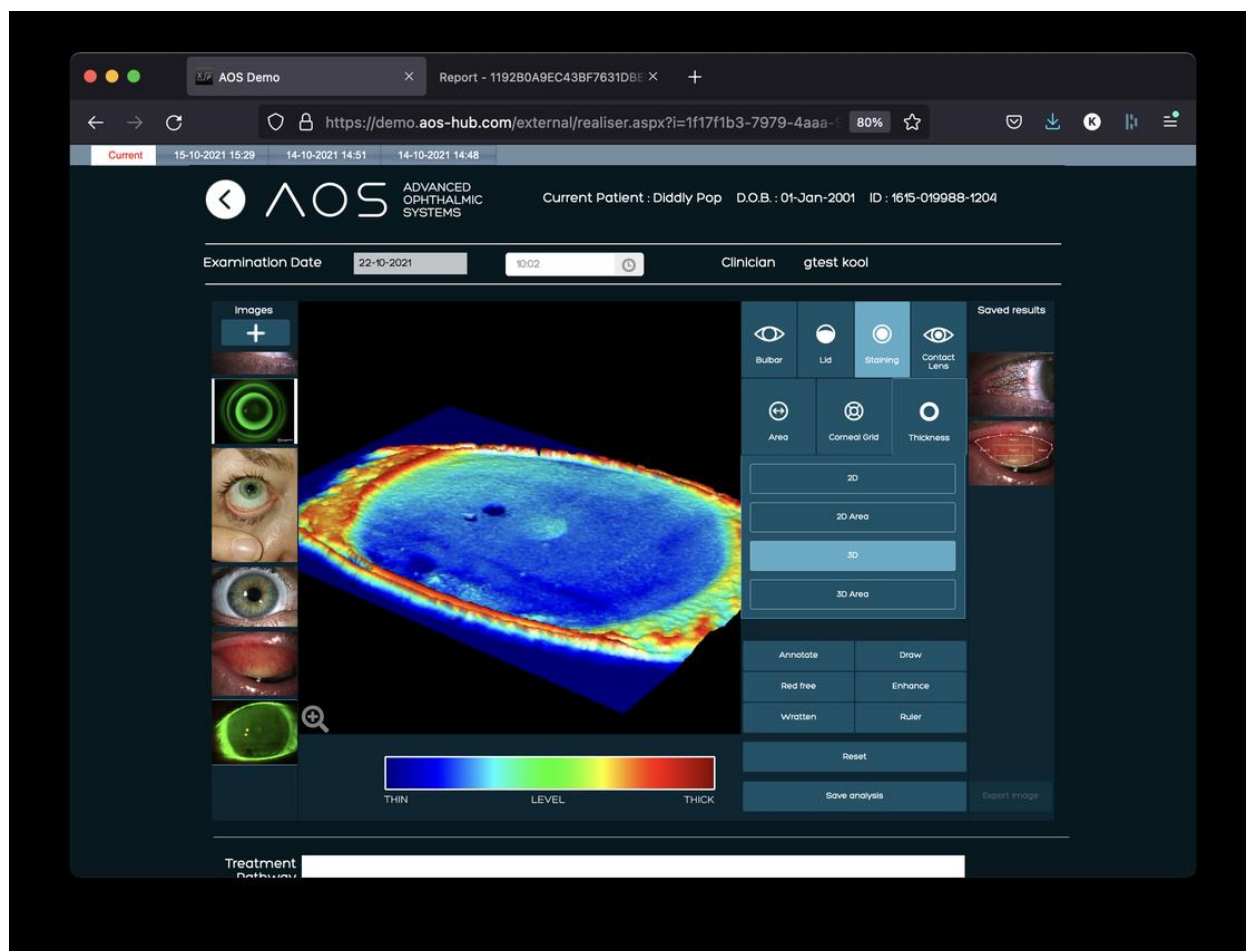 AOS Demo
Report - 1192B0A9EC43BF7631DBE
https://demo.aos-hub.com/external/realiser.aspx?i=1f17f1b3-7979-4aaa-
80%
K
Current 15-10-2021 15:29 14-10-2021 14:51 14-10-2021 14:48
AOS
ADVANCED
OPHTHALMIC
SYSTEMS
Current Patient : Diddly Pop D.O.B. : 01-Jan-2001 ID : 1615-019988-1204
Examination Date 22-10-2021 10:02 Clinician gtest kool
Images
Bulbar Lid Staining Contact
Lens
Saved results
Area Corneal Grid Thickness
2D
2D Area
3D
3D Area
Annotate Draw
Red free Enhance
Wratten Ruler
Reset
Save analysis
Export Image
THIN LEVEL THICK
Treatment
Pathway